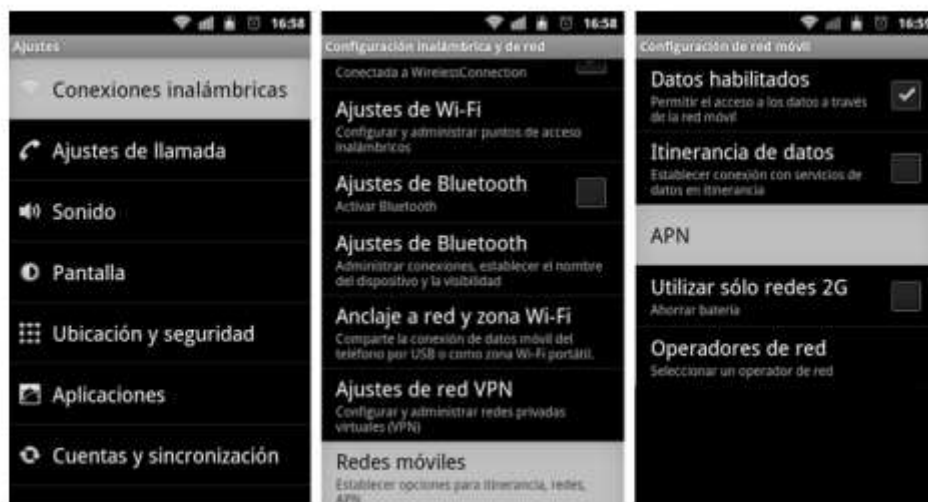 16:58
Ajustes
Conexiones inalámbricas
Ajustes de llamada
Sonido
Pantalla
Ubicación y seguridad
Aplicaciones
Cuentas y sincronización
16:58
Configuración inalámbrica y de red
Conectada a WirelessConnection
Ajustes de Wi-Fi
Configurar y administrar puntos de acceso
inalámbricos
Ajustes de Bluetooth
Activar Bluetooth
Ajustes de Bluetooth
Administrar conexiones, establecer el nombre
del dispositivo y la visibilidad
Anclaje a red y zona Wi-Fi
Comparte la conexión de datos móvil del
teléfono por USB o como zona Wi-Fi portátil.
Ajustes de red VPN
Configurar y administrar redes privadas
virtuales (VPN)
Redes móviles
Establecer opciones para itinerancia, redes,
APN
16:59
Configuración de red móvil
Datos habilitados
Permitir el acceso a los datos a través
de la red móvil
Itinerancia de datos
Establecer conexión con servicios de
datos en itinerancia
APN
Utilizar sólo redes 2G
Ahorrar batería
Operadores de red
Seleccionar un operador de red